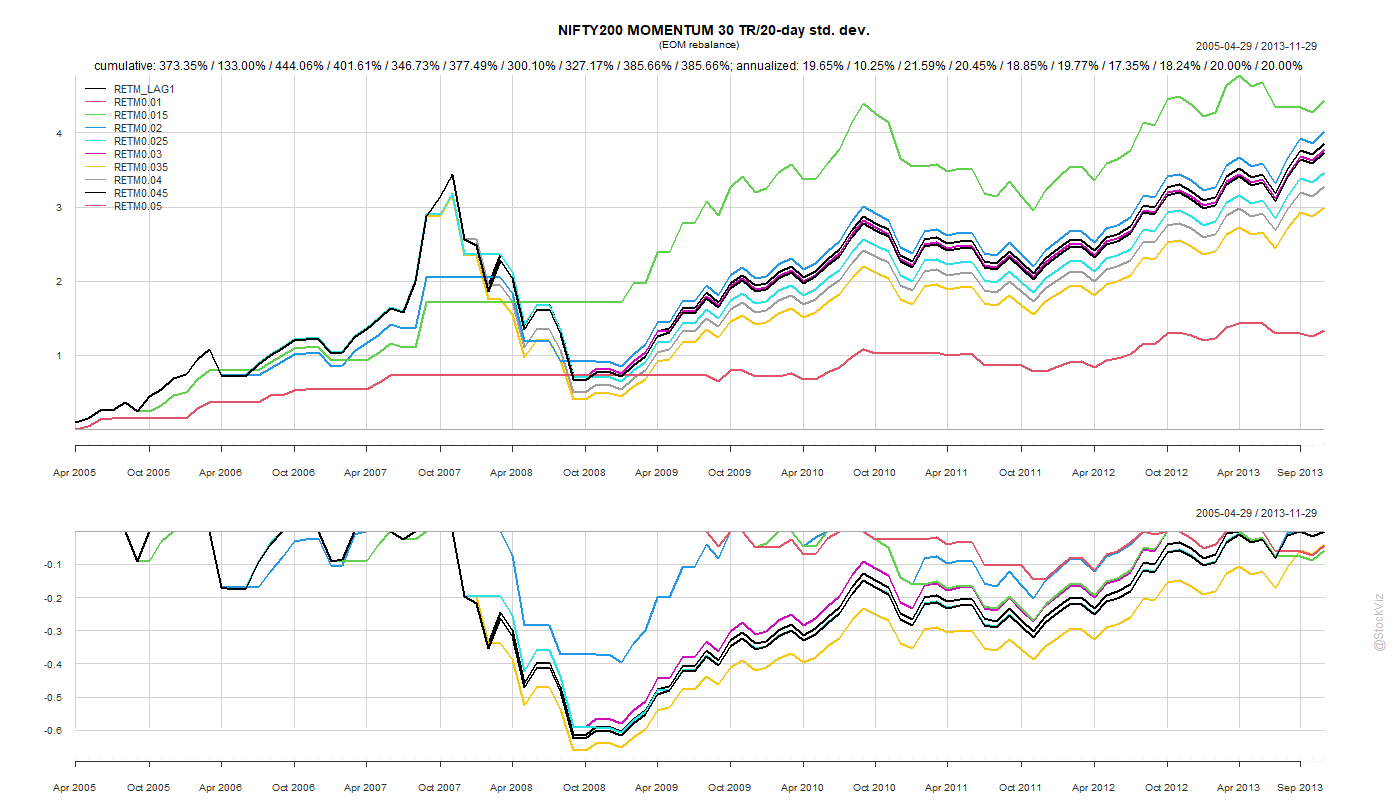 NIFTY200 MOMENTUM 30 TR/20-day std. dev.
(EOM rebalance)
2005-04-29 / 2013-11-29
cumulative: 373.35% / 133.00% / 444.06% / 401.61% / 346.73% / 377.49% / 300.10% / 327.17% / 385.66% / 385.66%; annualized: 19.65% / 10.25% / 21.59% / 20.45% / 18.85% / 19.77% / 17.35% / 18.24% / 20.00% / 20.00%
RETM_LAG1
RETM0.01
RETM0.015
RETM0.02
RETM0.025
RETM0.03
RETM0.035
RETM0.04
RETM0.045
RETM0.05
4
3
2
1
Apr 2005 Oct 2005 Apr 2006 Oct 2006 Apr 2007 Oct 2007 Apr 2008 Oct 2008 Apr 2009 Oct 2009 Apr 2010 Oct 2010 Apr 2011 Oct 2011 Apr 2012 Oct 2012 Apr 2013 Sep 2013
2005-04-29 / 2013-11-29
-0.1
-0.2
-0.3
-0.4
-0.5
-0.6
Apr 2005 Oct 2005 Apr 2006 Oct 2006 Apr 2007 Oct 2007 Apr 2008 Oct 2008 Apr 2009 Oct 2009 Apr 2010 Oct 2010 Apr 2011 Oct 2011 Apr 2012 Oct 2012 Apr 2013 Sep 2013
@StockViz